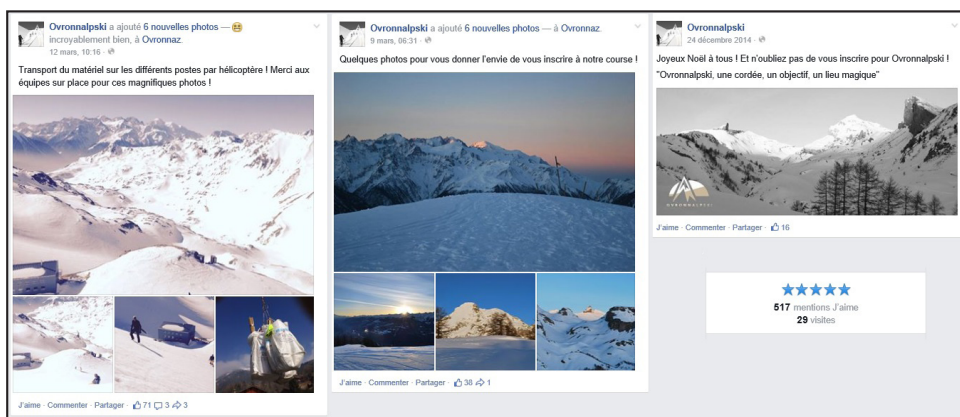 Ovronnalpski a ajouté 6 nouvelles photos —
incroyablement bien, à Ovronnaz.
12 mars, 10:16 ·
Transport du matériel sur les différents postes par hélicoptère ! Merci aux
équipes sur place pour ces magnifiques photos !
J'aime · Commenter · Partager · 71 3 3
Ovronnalpski a ajouté 6 nouvelles photos — à Ovronnaz.
9 mars, 06:31 ·
Quelques photos pour vous donner l'envie de vous inscrire à notre course !
J'aime · Commenter · Partager · 38 1
Ovronnalpski
24 décembre 2014 ·
Joyeux Noël à tous ! Et n'oubliez pas de vous inscrire pour Ovronnalpski !
"Ovronnalpski, une cordée, un objectif, un lieu magique"
OVRONNALPSKI
J'aime · Commenter · Partager · 16
517 mentions J'aime
29 visites